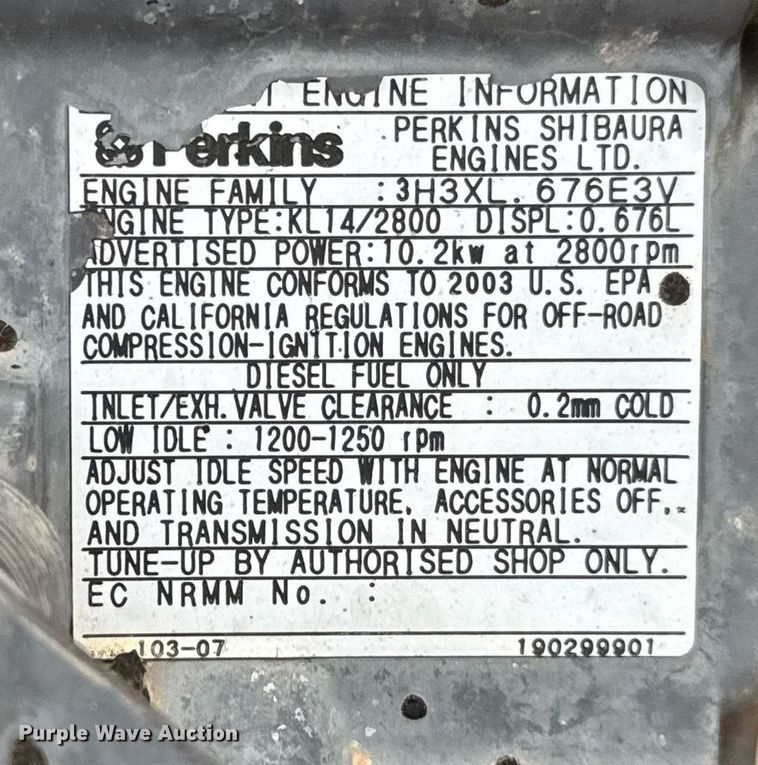 ENGINE INFORMATION
Perkins
PERKINS SHIBAURA
ENGINES LTD.
ENGINE FAMILY : 3H3XL. 676E3V
ENGINE TYPE:KL14/2800 DISPL:0.676L
ADVERTISED POWER:10.2kw at 2800rpm
THIS ENGINE CONFORMS TO 2003 U.S. EPA
AND CALIFORNIA REGULATIONS FOR OFF-ROAD
COMPRESSION-IGNITION ENGINES.
DIESEL FUEL ONLY
INLET/EXH.VALVE CLEARANCE : 0.2mm COLD
LOW IDLE : 1200-1250 rpm
ADJUST IDLE SPEED WITH ENGINE AT NORMAL
OPERATING TEMPERATURE, ACCESSORIES OFF,
AND TRANSMISSION IN NEUTRAL.
TUNE-UP BY AUTHORISED SHOP ONLY.
EC NRMM No. :
103-07 190299901
Purple Wave Auction